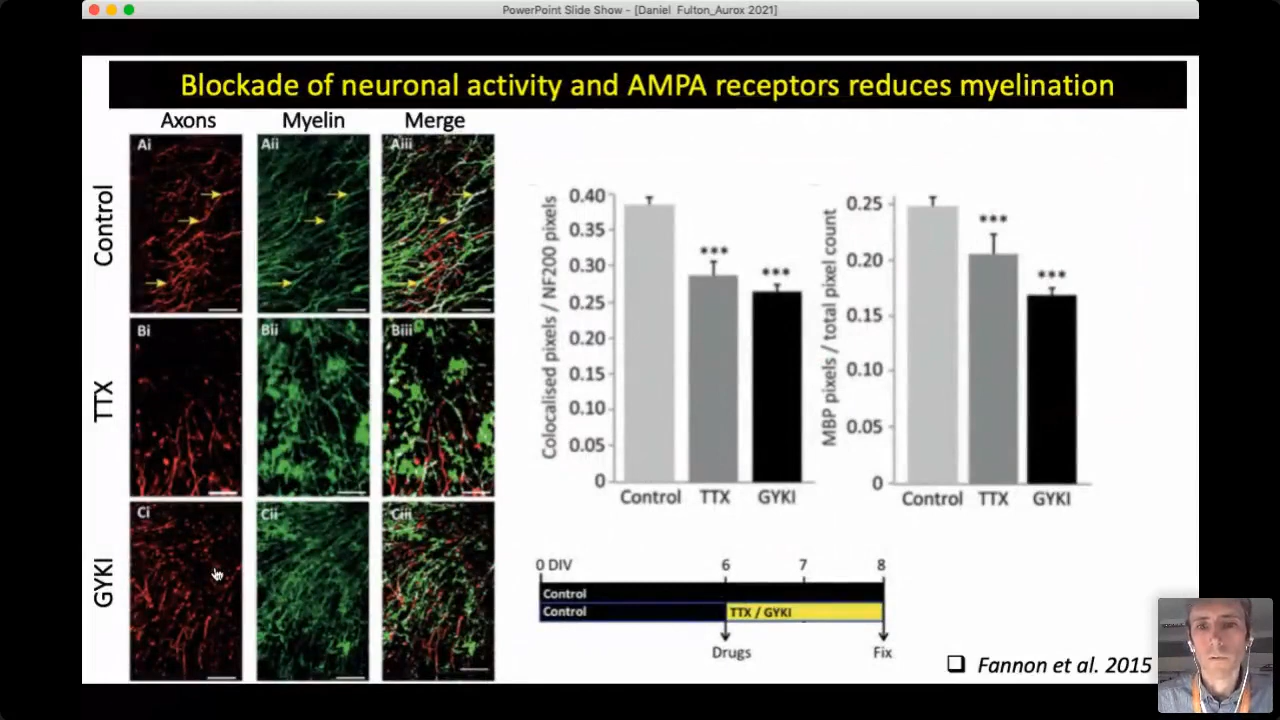 PowerPoint Slide Show - [Daniel Fulton_Aurox 2021]
Blockade of neuronal activity and AMPA receptors reduces myelination
Axons Myelin Merge
Control
Ai Aii Aiii
TTX
Bi Bii Biii
GYKI
Ci Cii Ciii
Colocalised pixels / NF200 pixels
0.40
0.35
0.30
0.25
0.20
0.15
0.10
0.05
0
***
***
Control TTX GYKI
MBP pixels / total pixel count
0.25
0.20
0.15
0.10
0.05
0
***
***
Control TTX GYKI
0 DIV 6 7 8
Control
Control TTX / GYKI
Drugs Fix
❑ Fannon et al. 2015